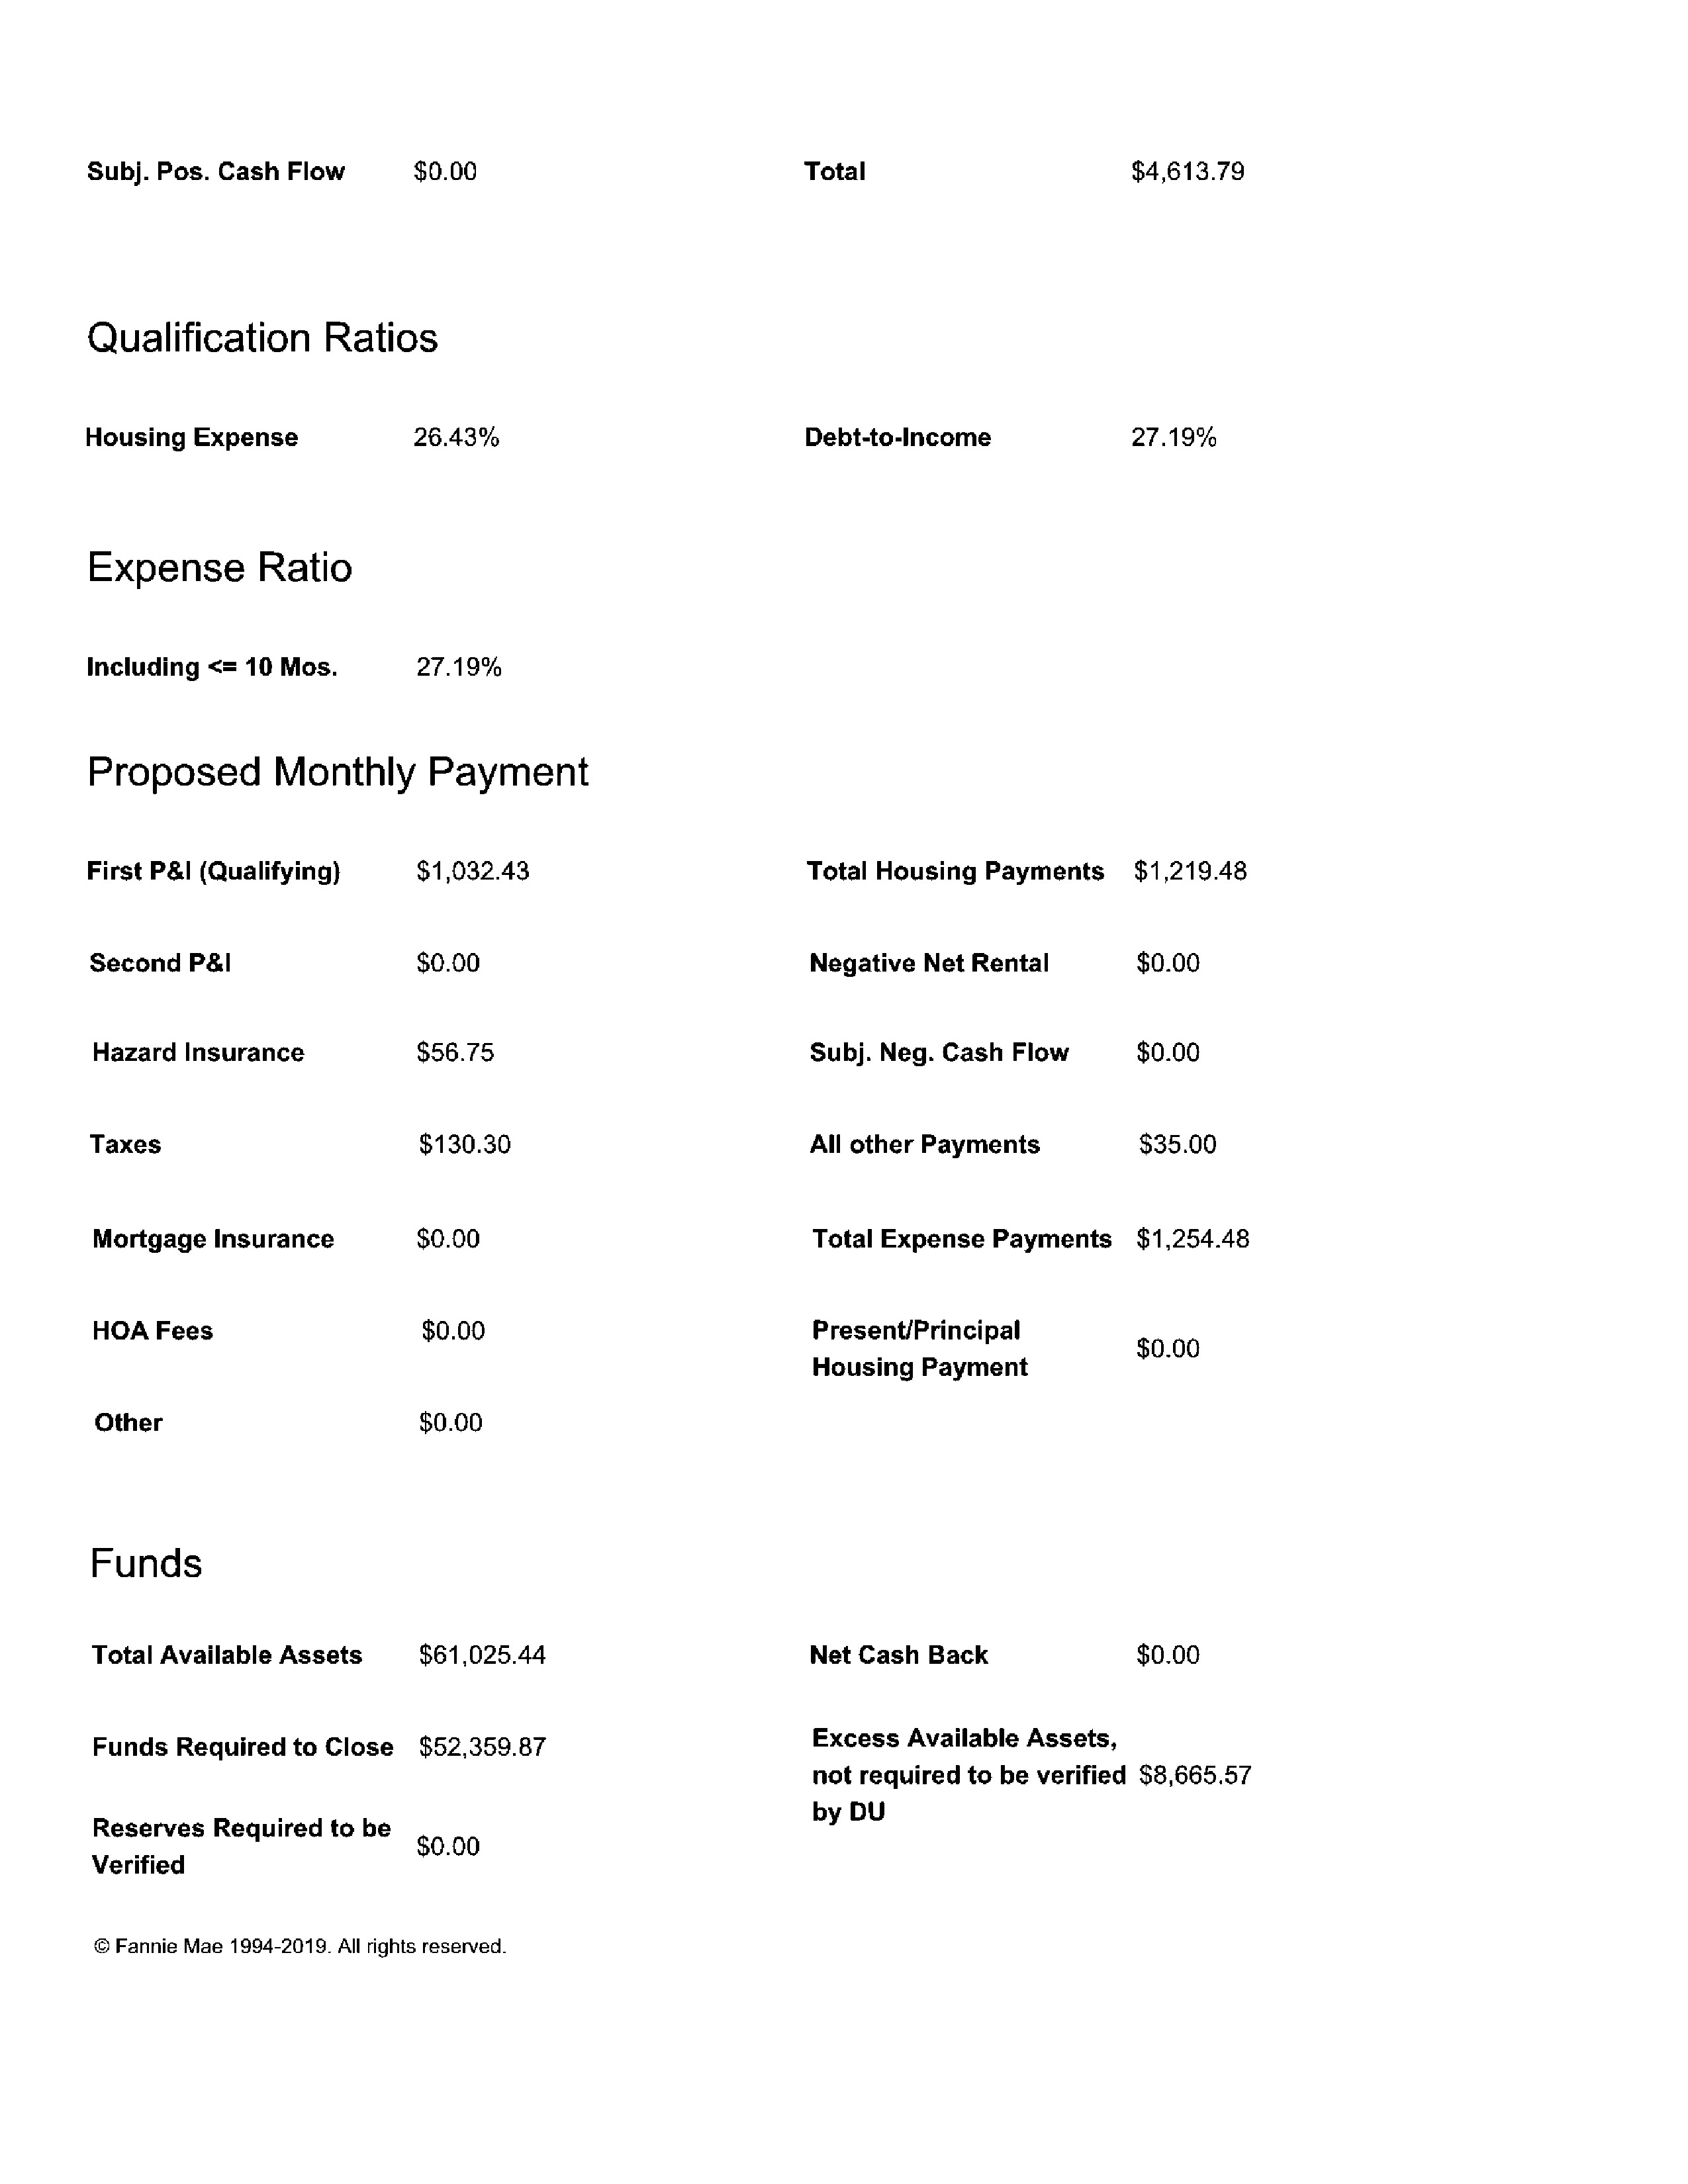 Subj. Pos. Cash Flow $0.00 Total $4,613.79
Qualification Ratios
Housing Expense 26.43% Debt-to-Income 27.19%
Expense Ratio
Including <= 10 Mos. 27.19%
Proposed Monthly Payment
First P&I (Qualifying) $1,032.43 Total Housing Payments $1,219.48
Second P&I $0.00 Negative Net Rental $0.00
Hazard Insurance $56.75 Subj. Neg. Cash Flow $0.00
Taxes $130.30 All other Payments $35.00
Mortgage Insurance $0.00 Total Expense Payments $1,254.48
HOA Fees $0.00 Present/Principal
Housing Payment $0.00
Other $0.00
Funds
Total Available Assets $61,025.44 Net Cash Back $0.00
Funds Required to Close $52,359.87 Excess Available Assets,
not required to be verified $8,665.57
by DU
Reserves Required to be
Verified $0.00
© Fannie Mae 1994-2019. All rights reserved.